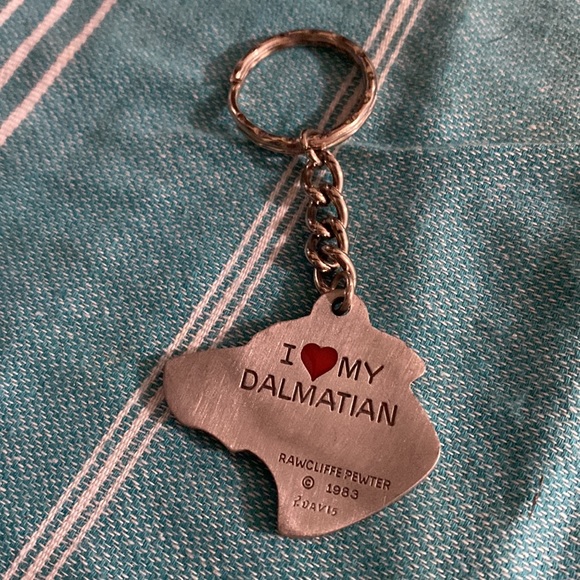 I ❤ MY
DALMATIAN
RAWCLIFFE PEWTER
© 1983
DAVIS